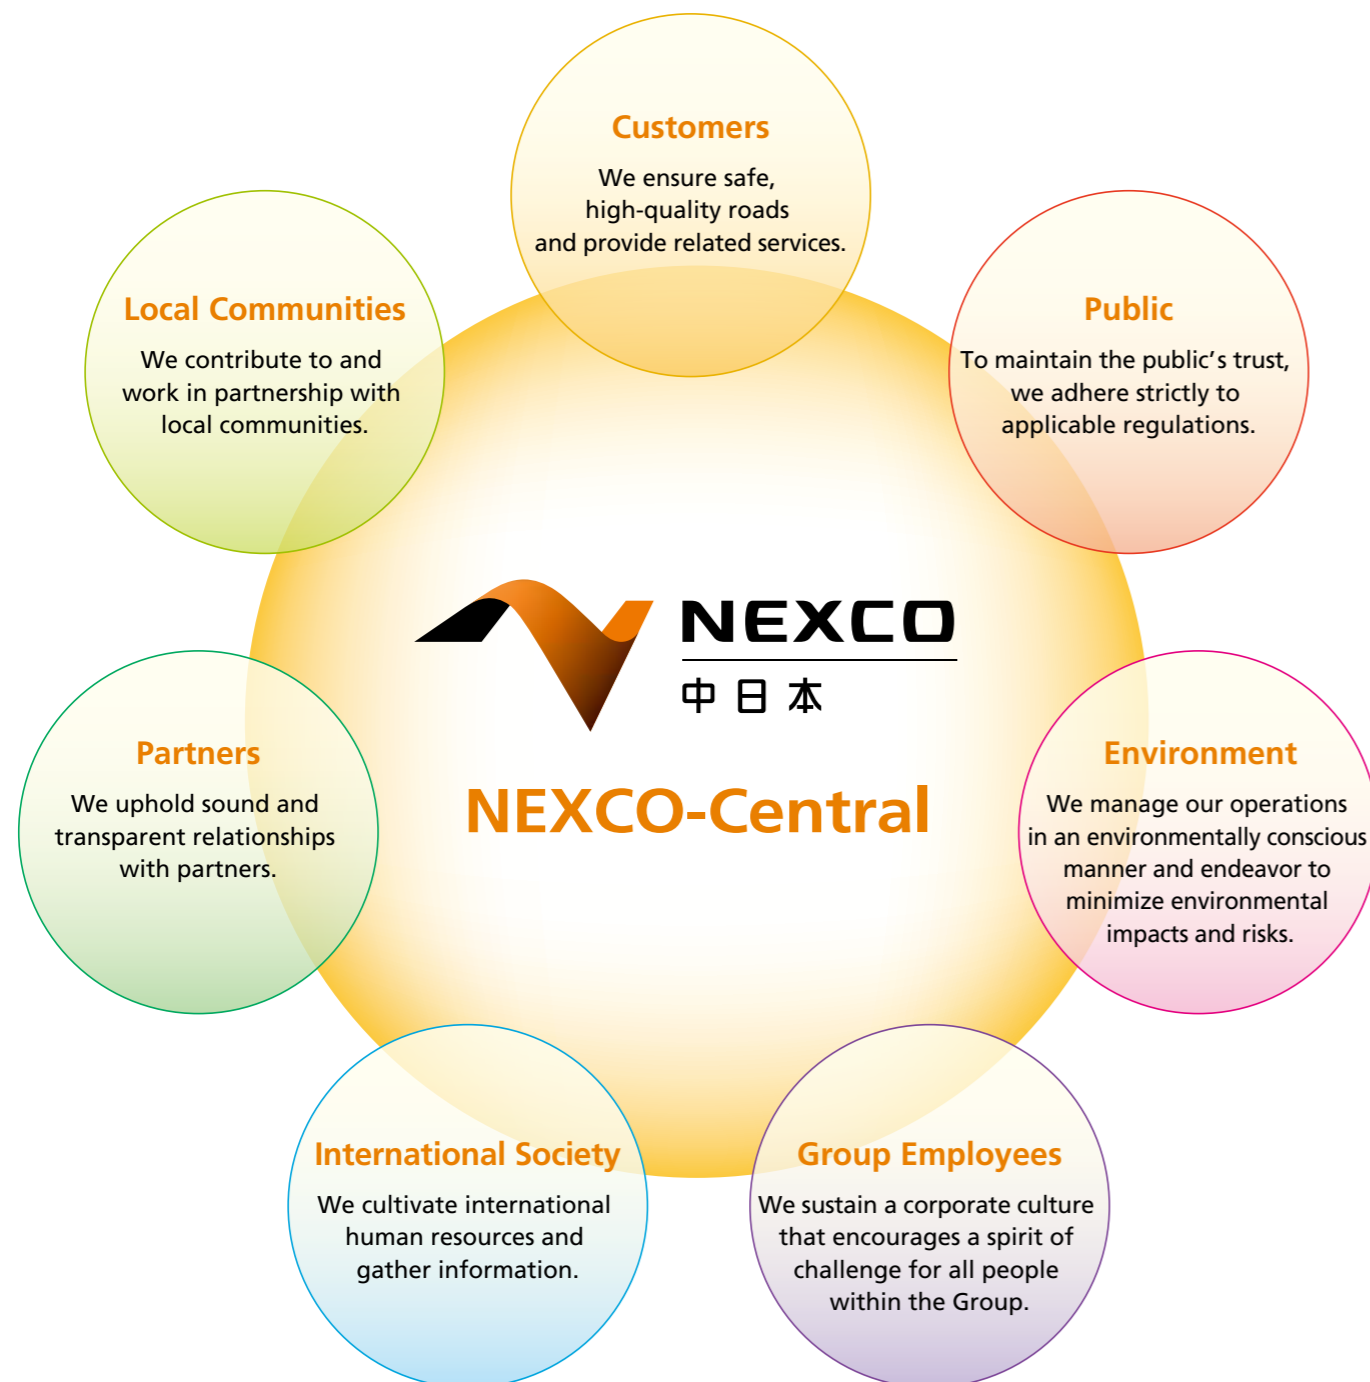 Customers
We ensure safe,
high-quality roads
and provide related services.
Local Communities
We contribute to and
work in partnership with
local communities.
Public
To maintain the public’s trust,
we adhere strictly to
applicable regulations.
NEXCO
中日本
NEXCO-Central
Partners
We uphold sound and
transparent relationships
with partners.
Environment
We manage our operations
in an environmentally conscious
manner and endeavor to
minimize environmental
impacts and risks.
International Society
We cultivate international
human resources and
gather information.
Group Employees
We sustain a corporate culture
that encourages a spirit of
challenge for all people
within the Group.